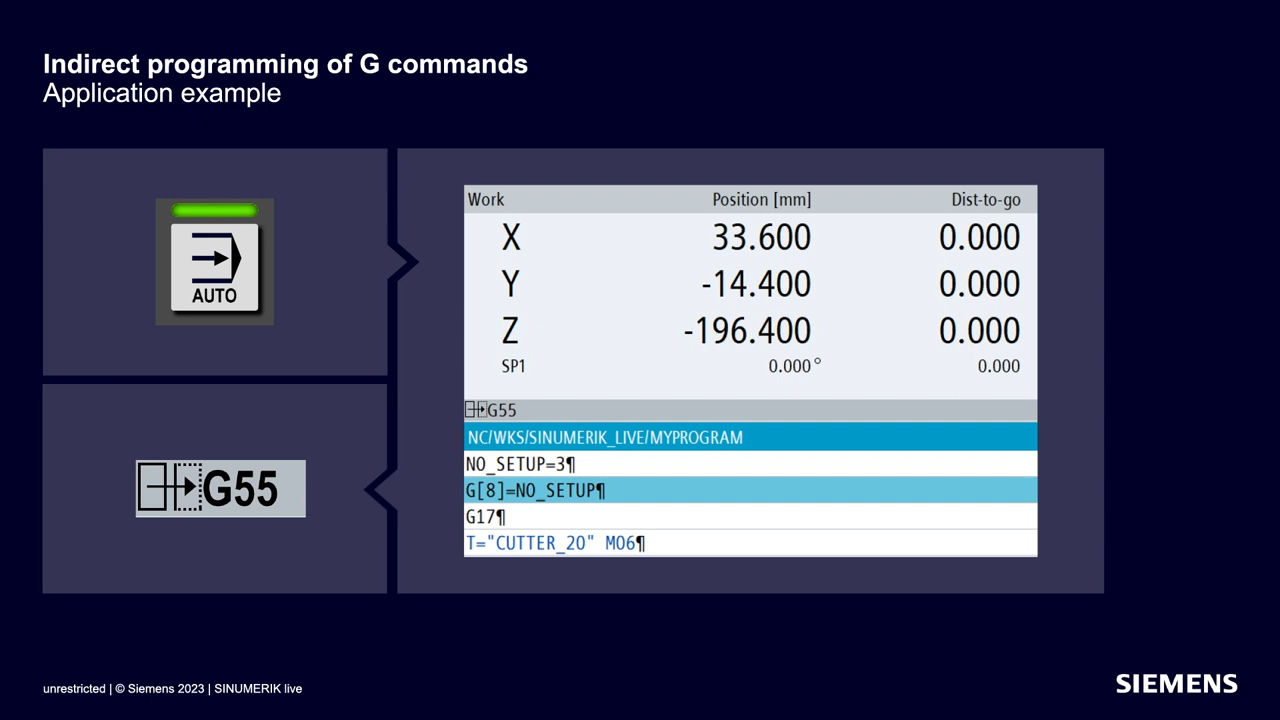 Indirect programming of G commands
Application example
AUTO
G55
Work Position [mm] Dist-to-go
X 33.600 0.000
Y -14.400 0.000
Z -196.400 0.000
SP1 0.000° 0.000
G55
NC/WKS/SINUMERIK_LIVE/MYPROGRAM
NO_SETUP=3¶
G[8]=NO_SETUP¶
G17¶
T="CUTTER_20" M06¶
unrestricted | © Siemens 2023 | SINUMERIK live
SIEMENS